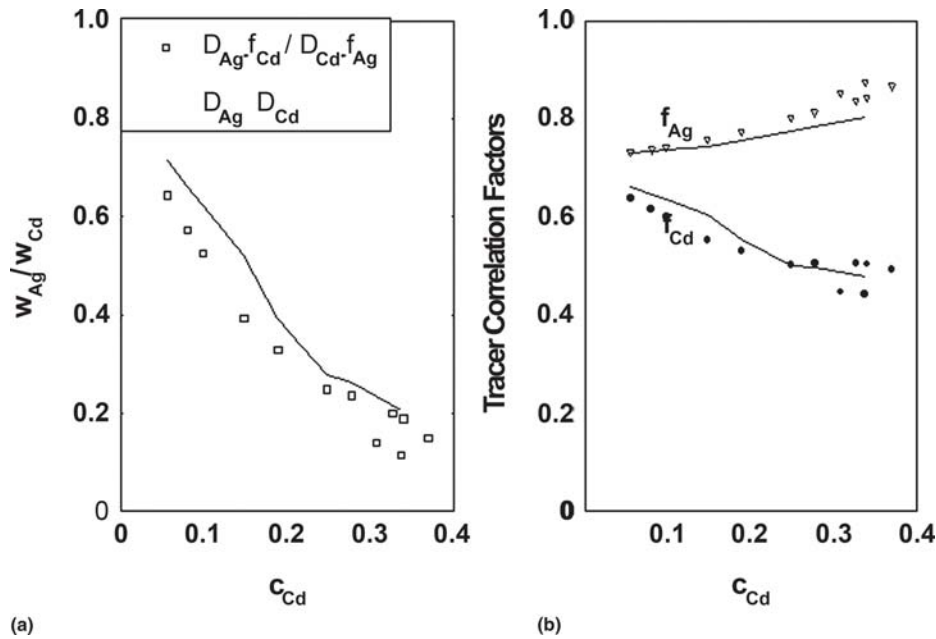 1.0
D_Ag.f_Cd / D_Cd.f_Ag
D_Ag D_Cd
0.8
0.6
0.4
0.2
0
w_Ag/w_Cd
0 0.1 0.2 0.3 0.4
c_Cd
(a)
1.0
0.8
0.6
0.4
0.2
0
Tracer Correlation Factors
f_Ag
f_Cd
0.1 0.2 0.3 0.4
c_Cd
(b)